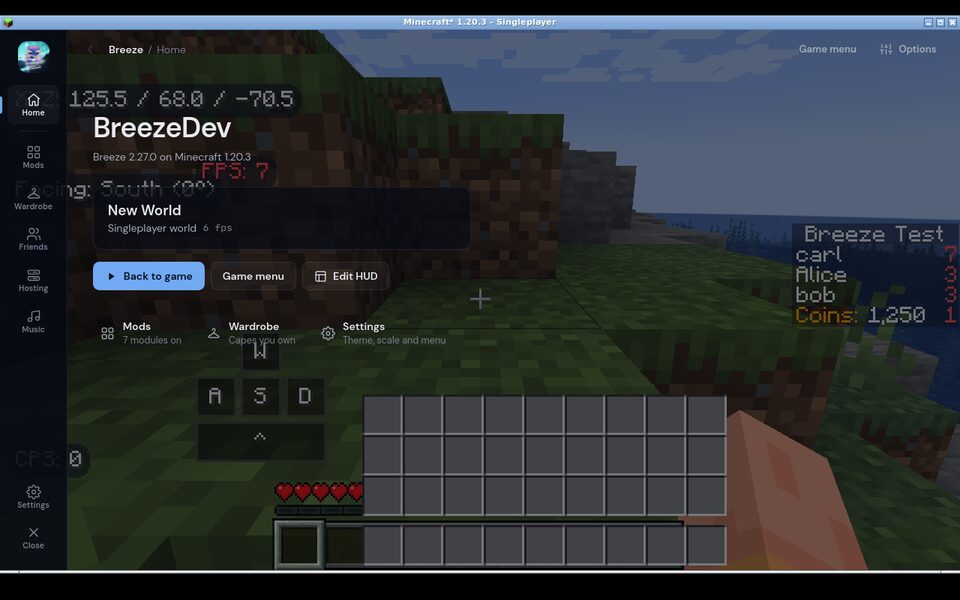 Minecraft* 1.20.3 - Singleplayer
Breeze / Home
Game menu
Options
Home
125.5 / 68.0 / -70.5
BreezeDev
Breeze 2.27.0 on Minecraft 1.20.3
FPS: 7
Mods
Facing: South (0°)
Wardrobe
New World
Singleplayer world 6 fps
Friends
Breeze Test
carl 7
Alice 3
bob 3
Coins: 1,250 1
Back to game
Game menu
Edit HUD
Hosting
Mods
7 modules on
Wardrobe
Capes you own
Settings
Theme, scale and menu
Music
W
A S D
^
CPS: 0
Settings
Close